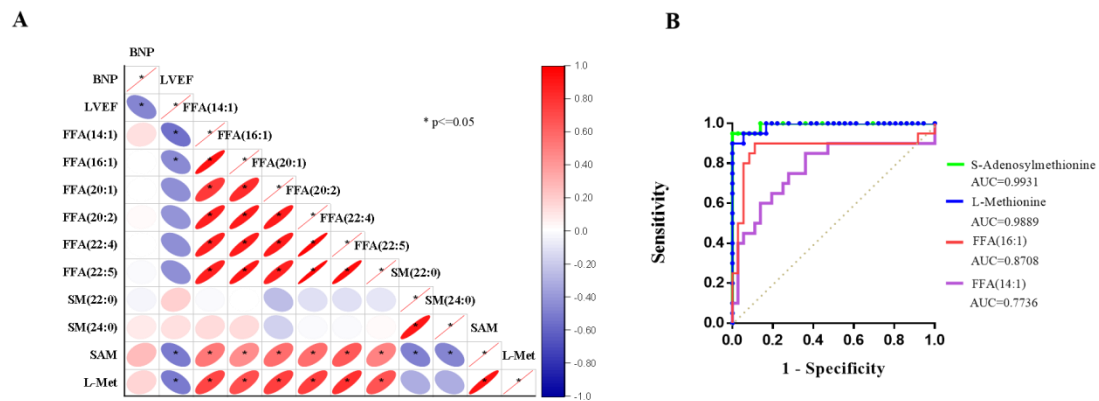 A
BNP
BNP * LVEF
LVEF * * FFA(14:1)
FFA(14:1) * * FFA(16:1)
FFA(16:1) * * * FFA(20:1)
FFA(20:1) * * * FFA(20:2)
FFA(20:2) * * * * FFA(22:4)
FFA(22:4) * * * * * FFA(22:5)
FFA(22:5) * * * * * * SM(22:0)
SM(22:0) * SM(24:0)
SM(24:0) * * SAM
SAM * * * * * * * * * * L-Met
L-Met * * * * * * * * *
* p<=0.05
1.0
0.80
0.60
0.40
0.20
0.0
-0.20
-0.40
-0.60
-0.80
-1.0
B
Sensitivity
1.0
0.8
0.6
0.4
0.2
0.0
0.0 0.2 0.4 0.6 0.8 1.0
1 - Specificity
S-Adenosylmethionine
AUC=0.9931
L-Methionine
AUC=0.9889
FFA(16:1)
AUC=0.8708
FFA(14:1)
AUC=0.7736